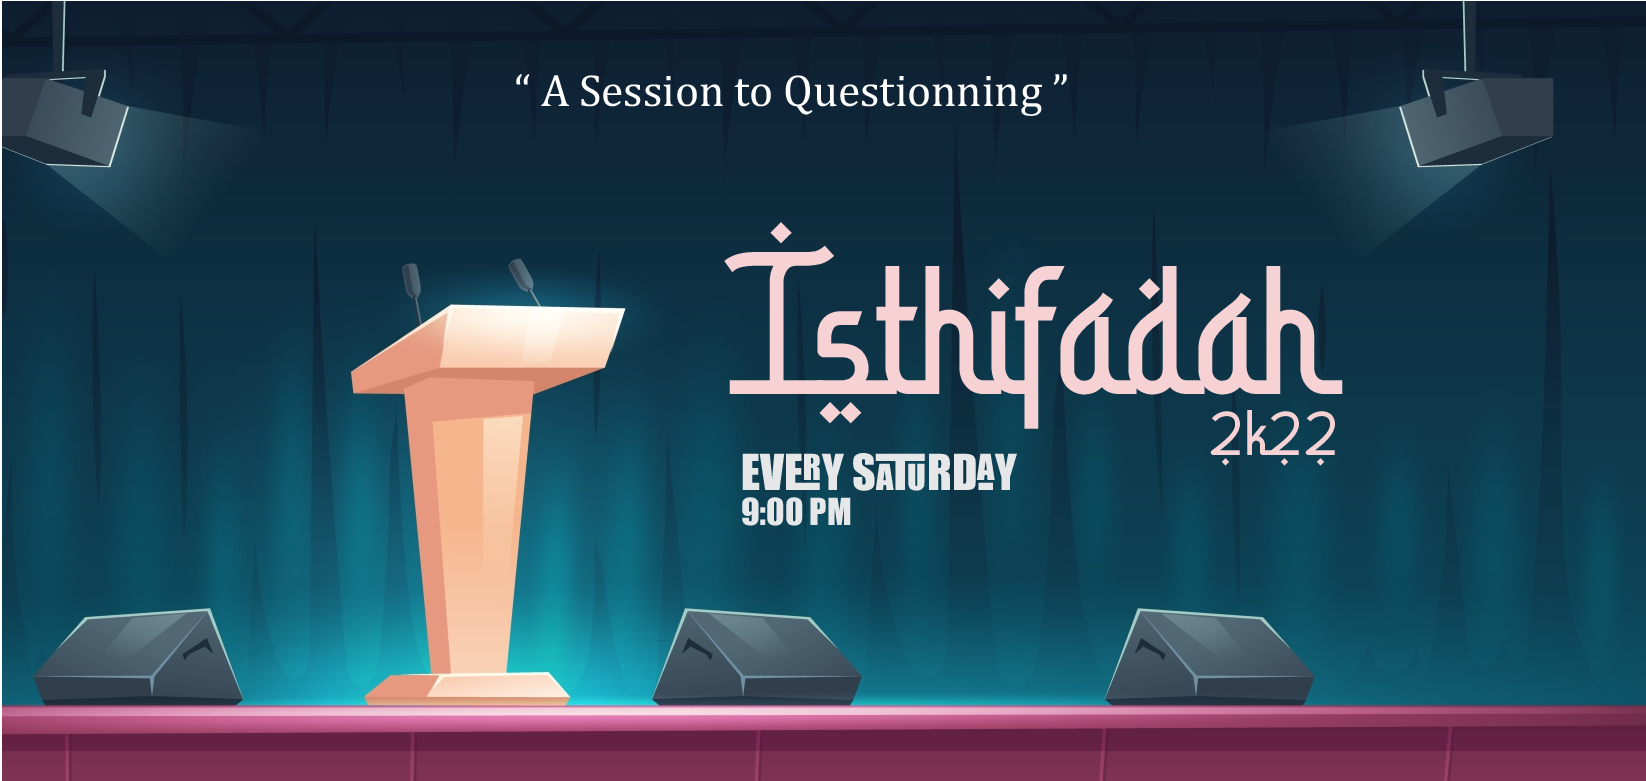 “ A Session to Questionning ”
Isthifadah
2k22
EVERY SATURDAY
9:00 PM